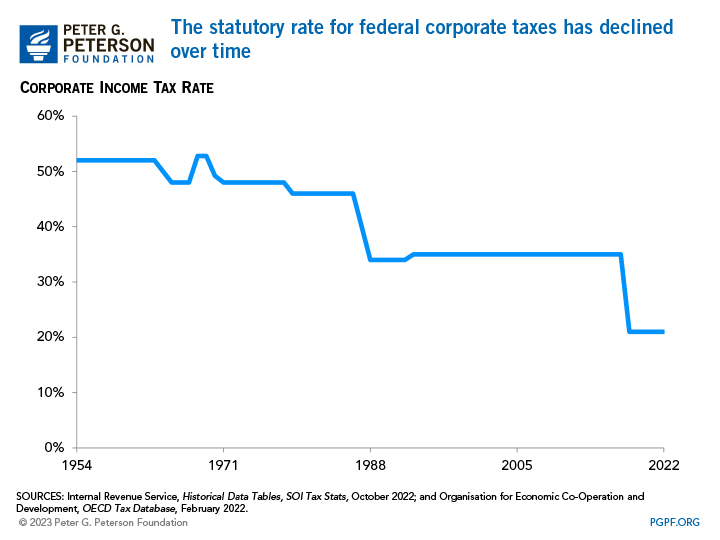 PETER G.
PETERSON
FOUNDATION
The statutory rate for federal corporate taxes has declined
over time
CORPORATE INCOME TAX RATE
60%
50%
40%
30%
20%
10%
0%
1954 1971 1988 2005 2022
SOURCES: Internal Revenue Service, Historical Data Tables, SOI Tax Stats, October 2022; and Organisation for Economic Co-Operation and
Development, OECD Tax Database, February 2022.
© 2023 Peter G. Peterson Foundation PGPF.ORG